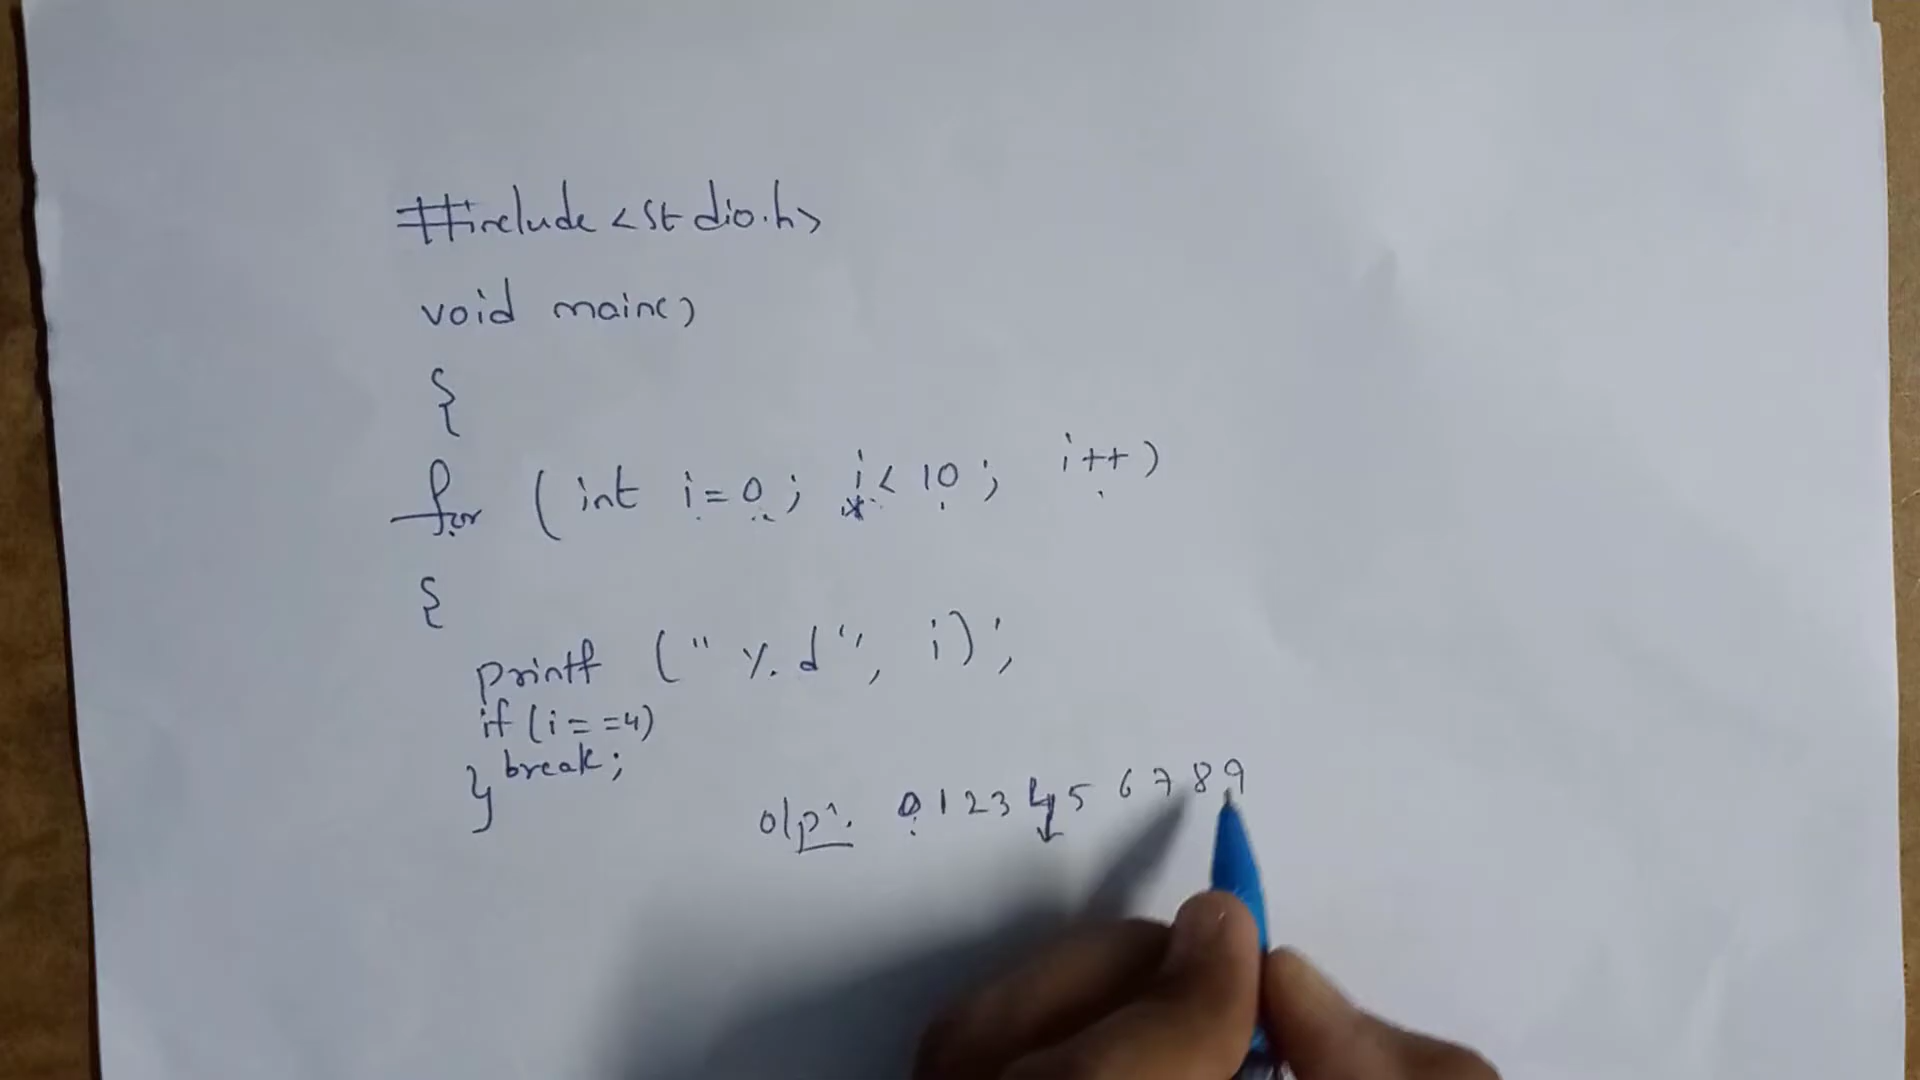 #include <stdio.h>
void main()
{
for (int i=0; i<10; i++)
{
printf ("%d", i);
if (i==4)
break;
}
o/p: 0 1 2 3 4 5 6 7 8 9